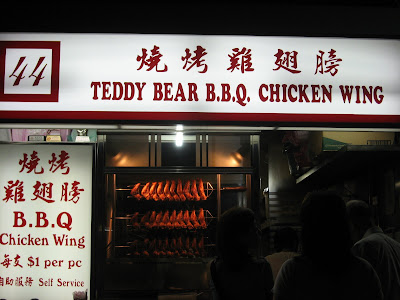 44
燒烤雞翅膀
TEDDY BEAR B.B.Q. CHICKEN WING
燒烤
雞翅膀
B.B.Q
Chicken Wing
每支 $1 per pc
自助服務 Self Service